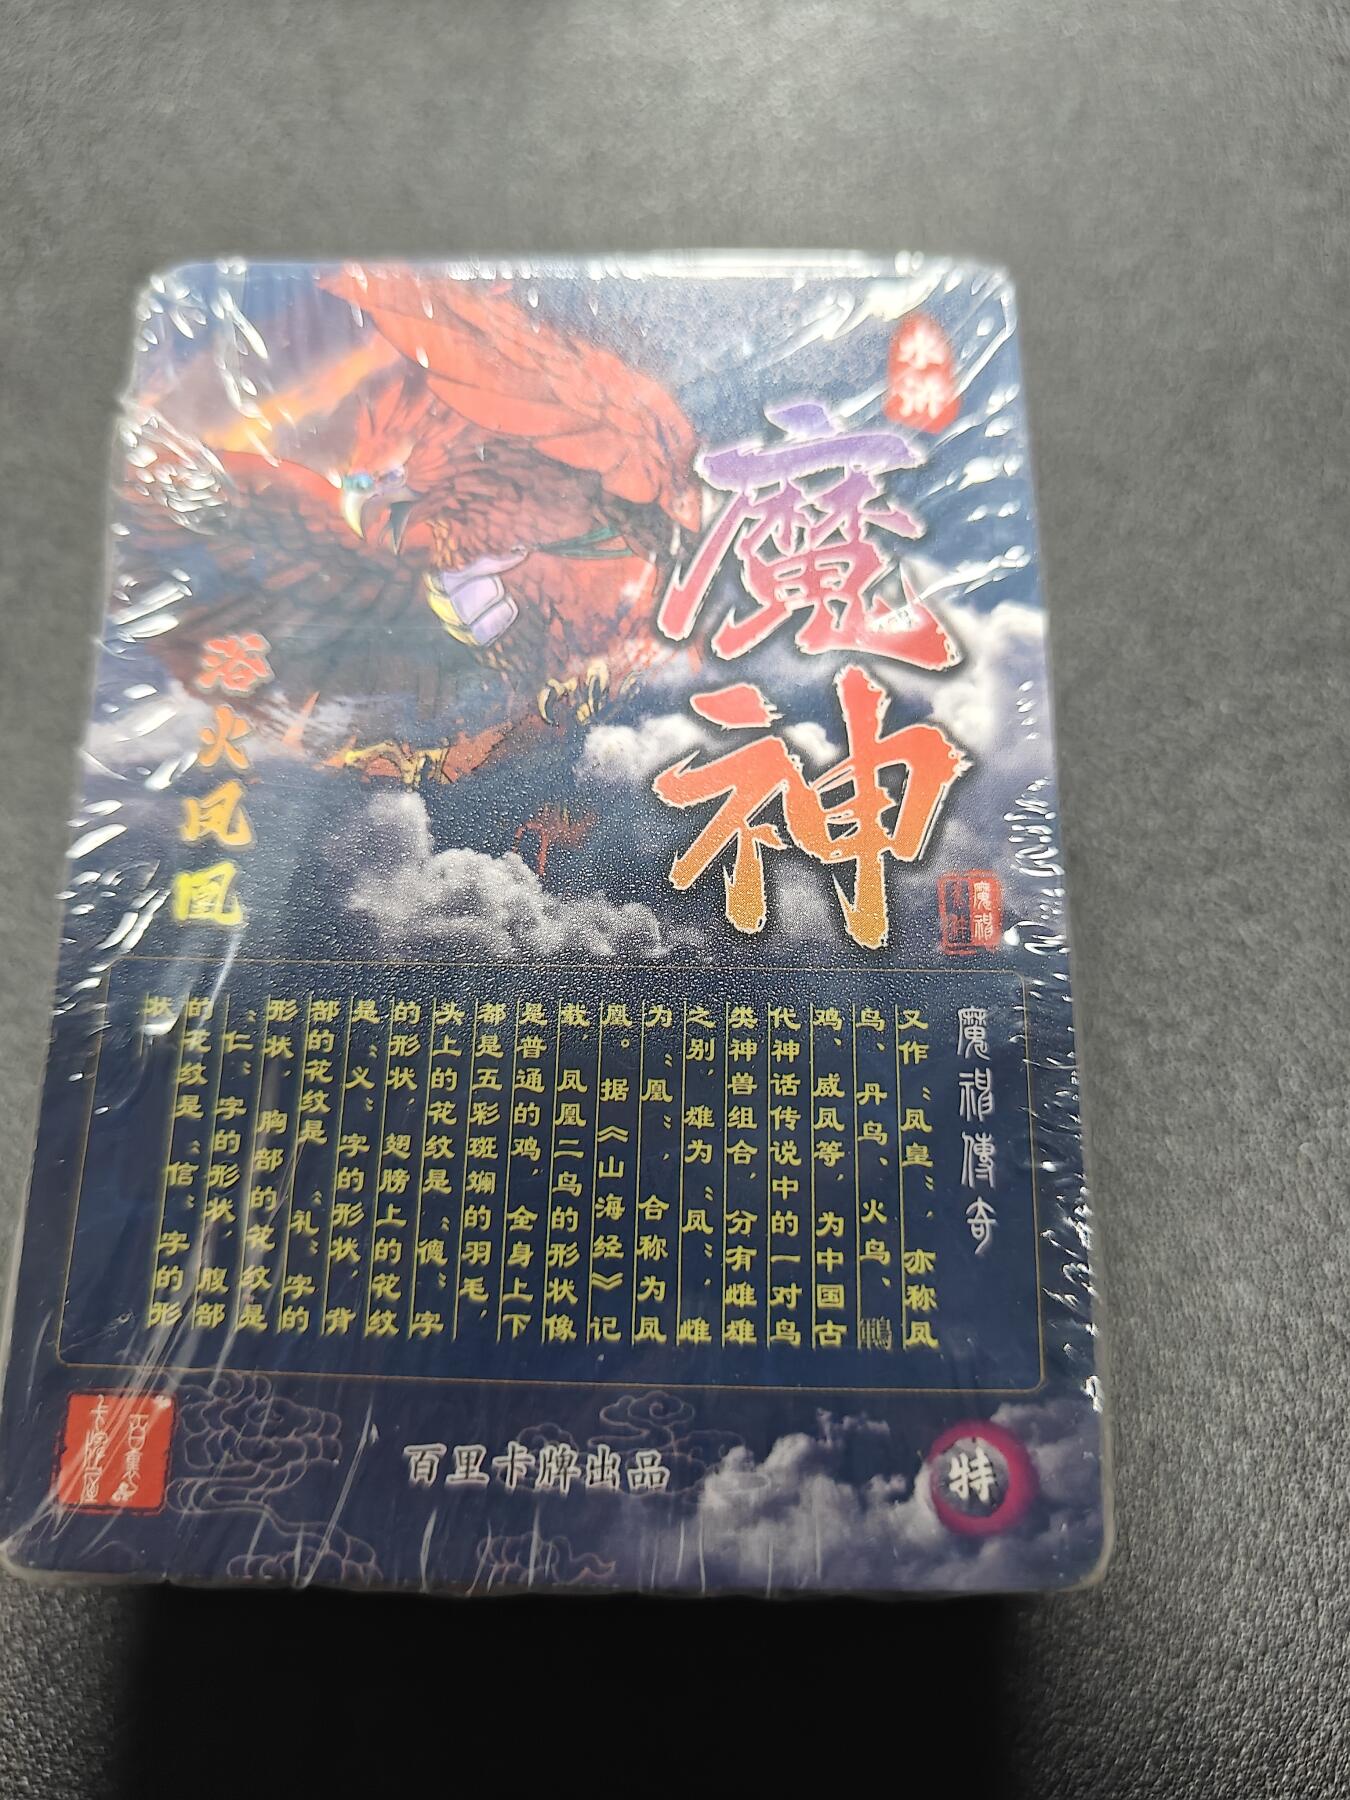 水浒
魔神
浴火凤凰
魔神傳奇
又作“凤皇”，亦称凤
鸟、丹鸟、火鸟、鶤
鸡、威凤等，为中国古
代神话传说中的一对鸟
类神兽组合，分有雌雄
之别，雄为“凤”，雌
为“凰”，合称为凤
凰。据《山海经》记
载，凤凰二鸟的形状像
是普通的鸡，全身上下
都是五彩斑斓的羽毛，
头上的花纹是“德”字
的形状，翅膀上的花纹
是“义”字的形状，背
部的花纹是“礼”字的
形状，胸部的花纹是
“仁”字的形状，腹部
的花纹是“信”字的形
状
百里卡牌出品
特